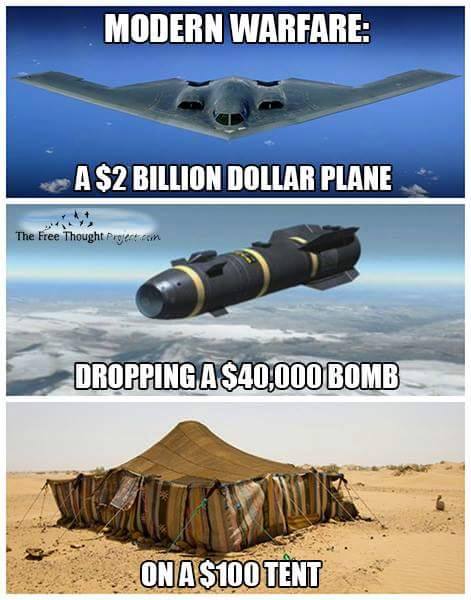 MODERN WARFARE:
A $2 BILLION DOLLAR PLANE
The Free Thought Project.com
DROPPING A $40,000 BOMB
ON A $100 TENT